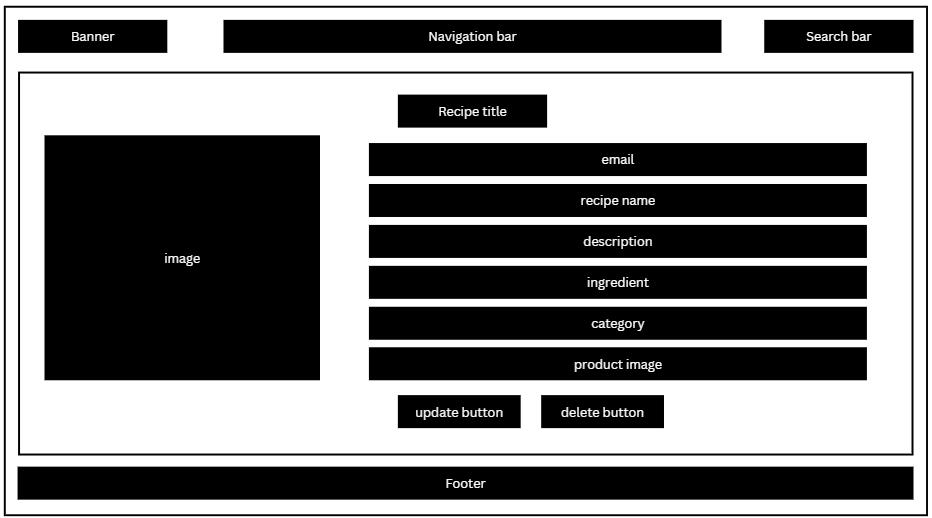 Banner
Navigation bar
Search bar
Recipe title
email
recipe name
description
ingredient
category
product image
image
update button
delete button
Footer